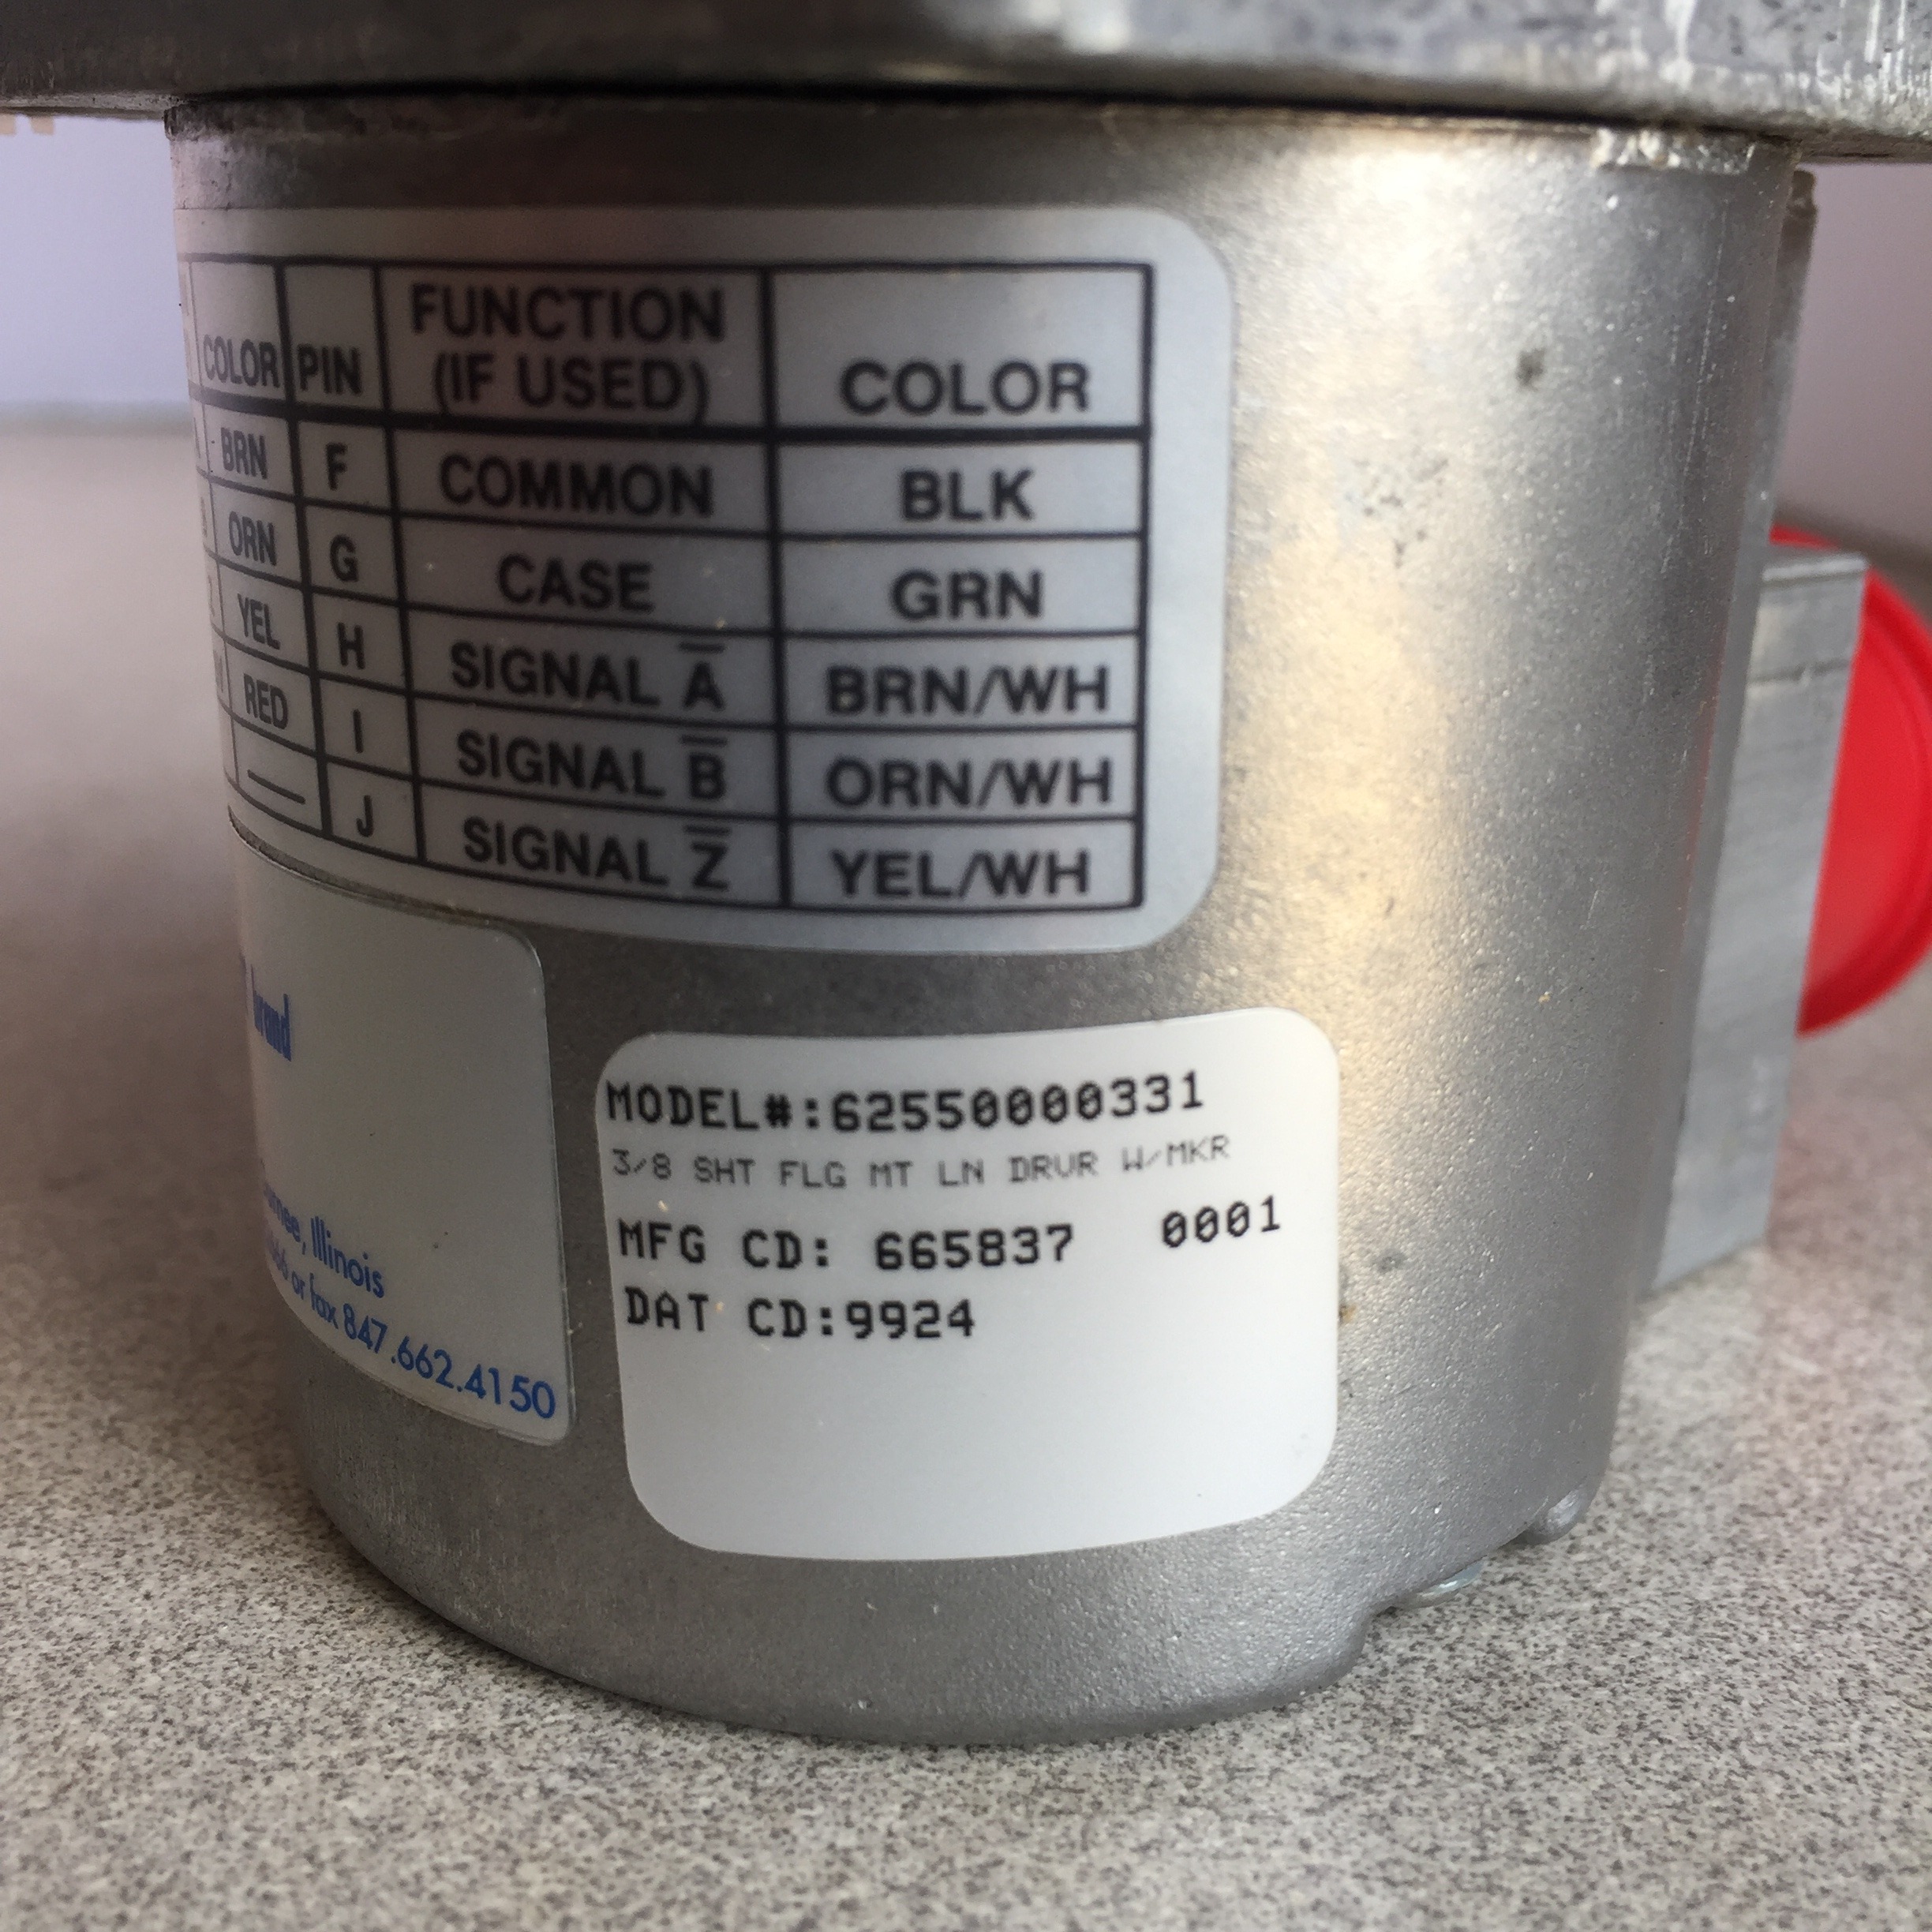 COLOR PIN FUNCTION (IF USED) COLOR
BRN F COMMON BLK
ORN G CASE GRN
YEL H SIGNAL A̅ BRN/WH
RED I SIGNAL B̅ ORN/WH
— J SIGNAL Z̅ YEL/WH
brand
Illinois
or fax 847.662.4150
MODEL#:62550000331
3/8 SHT FLG MT LN DRVR W/MKR
MFG CD: 665837 0001
DAT CD:9924